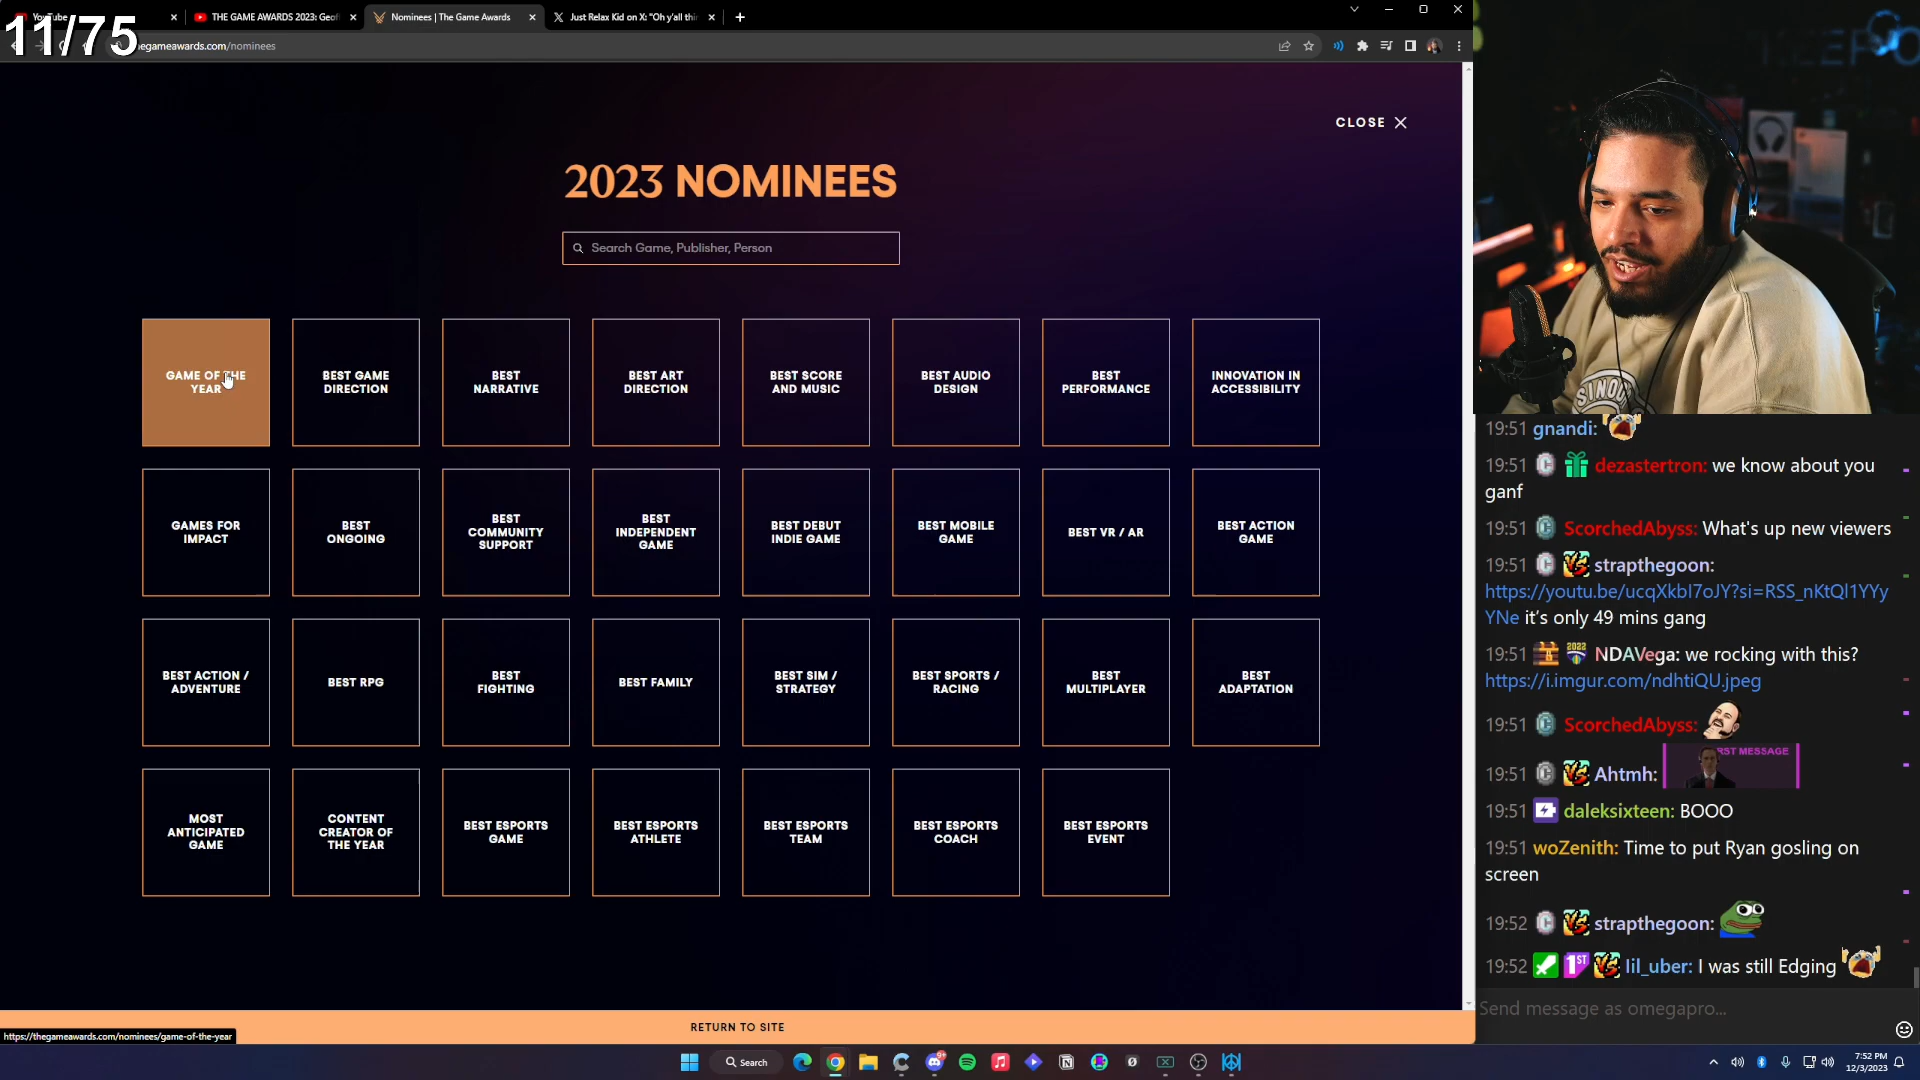 11/75
YouTube
THE GAME AWARDS 2023: Geoff
Nominees | The Game Awards
Just Relax Kid on X: "Oh y'all thi
egameawards.com/nominees
CLOSE
2023 NOMINEES
Search Game, Publisher, Person
GAME OF THE
YEAR
BEST GAME
DIRECTION
BEST
NARRATIVE
BEST ART
DIRECTION
BEST SCORE
AND MUSIC
BEST AUDIO
DESIGN
BEST
PERFORMANCE
INNOVATION IN
ACCESSIBILITY
GAMES FOR
IMPACT
BEST
ONGOING
BEST
COMMUNITY
SUPPORT
BEST
INDEPENDENT
GAME
BEST DEBUT
INDIE GAME
BEST MOBILE
GAME
BEST VR / AR
BEST ACTION
GAME
BEST ACTION /
ADVENTURE
BEST RPG
BEST
FIGHTING
BEST FAMILY
BEST SIM /
STRATEGY
BEST SPORTS /
RACING
BEST
MULTIPLAYER
BEST
ADAPTATION
MOST
ANTICIPATED
GAME
CONTENT
CREATOR OF
THE YEAR
BEST ESPORTS
GAME
BEST ESPORTS
ATHLETE
BEST ESPORTS
TEAM
BEST ESPORTS
COACH
BEST ESPORTS
EVENT
RETURN TO SITE
https://thegameawards.com/nominees/game-of-the-year
Search
7:52 PM
12/3/2023
19:51 gnandi:
19:51 dezastertron: we know about you
ganf
19:51 ScorchedAbyss: What's up new viewers
19:51 strapthegoon:
https://youtu.be/ucqXkbI7oJY?si=RSS_nKtQl1YYy
YNe it's only 49 mins gang
19:51 NDAVega: we rocking with this?
https://i.imgur.com/ndhtiQU.jpeg
19:51 ScorchedAbyss:
19:51 Ahtmh: RST MESSAGE
19:51 daleksixteen: BOOO
19:51 woZenith: Time to put Ryan gosling on
screen
19:52 strapthegoon:
19:52 1ST lil_uber: I was still Edging
Send message as omegapro...